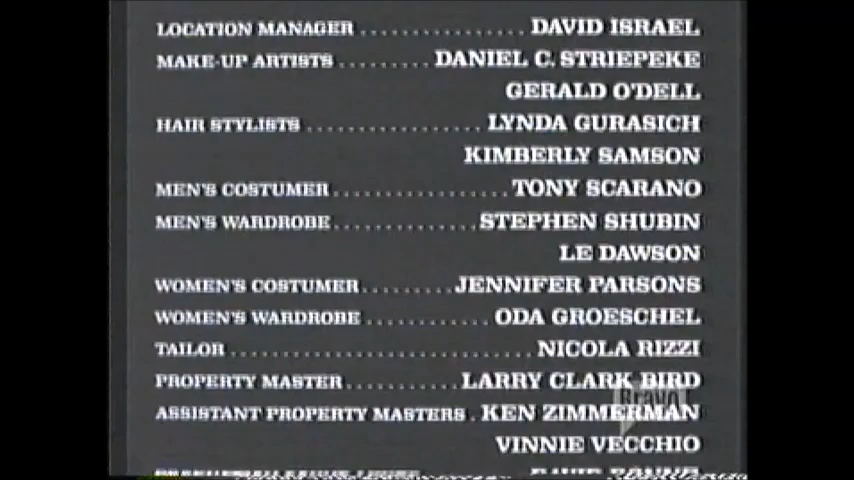 LOCATION MANAGER ................ DAVID ISRAEL
MAKE-UP ARTISTS ......... DANIEL C. STRIEPEKE
GERALD O'DELL
HAIR STYLISTS ................. LYNDA GURASICH
KIMBERLY SAMSON
MEN'S COSTUMER ................. TONY SCARANO
MEN'S WARDROBE .............. STEPHEN SHUBIN
LE DAWSON
WOMEN'S COSTUMER ......... JENNIFER PARSONS
WOMEN'S WARDROBE ............ ODA GROESCHEL
TAILOR .............................. NICOLA RIZZI
PROPERTY MASTER ........... LARRY CLARK BIRD
Bravo
ASSISTANT PROPERTY MASTERS . KEN ZIMMERMAN
VINNIE VECCHIO
DAVID